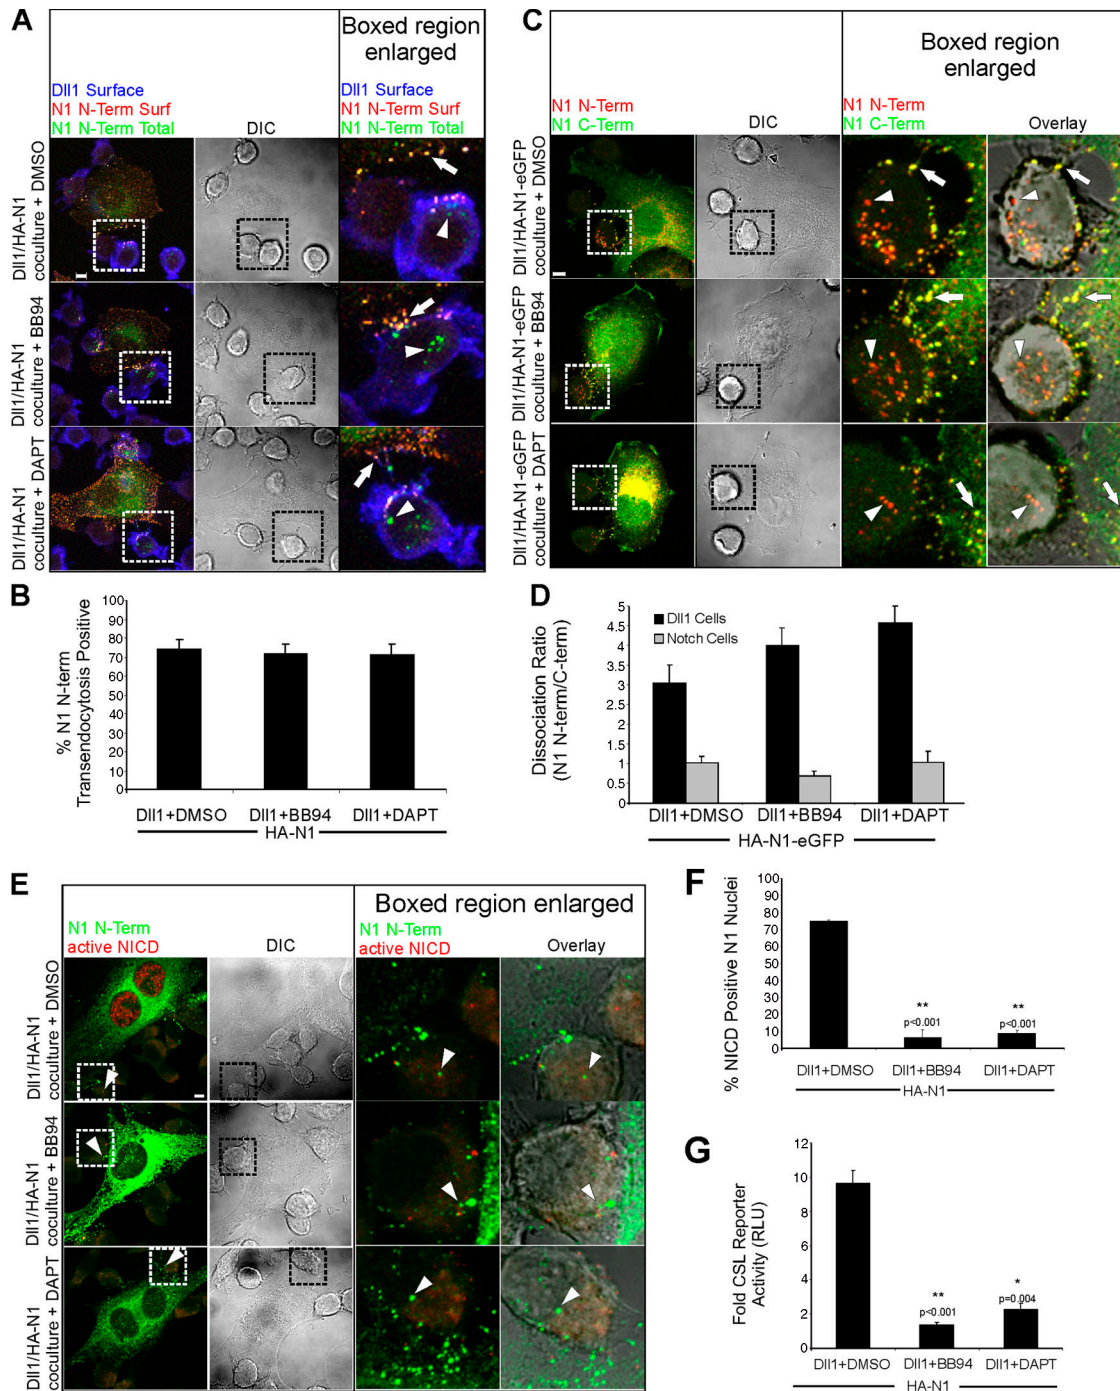 A
Boxed region
enlarged
Dll1 Surface
N1 N-Term Surf
N1 N-Term Total
DIC
Dll1 Surface
N1 N-Term Surf
N1 N-Term Total
Dll1/HA-N1
coculture + DMSO
Dll1/HA-N1
coculture + BB94
Dll1/HA-N1
coculture + DAPT
C
Boxed region
enlarged
N1 N-Term
N1 C-Term
DIC
N1 N-Term
N1 C-Term
Overlay
Dll1/HA-N1-eGFP
coculture + DMSO
Dll1/HA-N1-eGFP
coculture + BB94
Dll1/HA-N1-eGFP
coculture + DAPT
B
% N1 N-term
Transendocytosis Positive
100
90
80
70
60
50
40
30
20
10
0
Dll1+DMSO
Dll1+BB94
Dll1+DAPT
HA-N1
D
Dissociation Ratio
(N1 N-term/C-term)
5
4.5
4
3.5
3
2.5
2
1.5
1
0.5
0
Dll1 Cells
Notch Cells
Dll1+DMSO
Dll1+BB94
Dll1+DAPT
HA-N1-eGFP
E
Boxed region enlarged
N1 N-Term
active NICD
DIC
N1 N-Term
active NICD
Overlay
Dll1/HA-N1
coculture + DMSO
Dll1/HA-N1
coculture + BB94
Dll1/HA-N1
coculture + DAPT
F
% NICD Positive N1 Nuclei
100
90
80
70
60
50
40
30
20
10
0
**
p<0.001
**
p<0.001
Dll1+DMSO
Dll1+BB94
Dll1+DAPT
HA-N1
G
Fold CSL Reporter
Activity (RLU)
12
10
8
6
4
2
0
**
p<0.001
*
p=0.004
Dll1+DMSO
Dll1+BB94
Dll1+DAPT
HA-N1